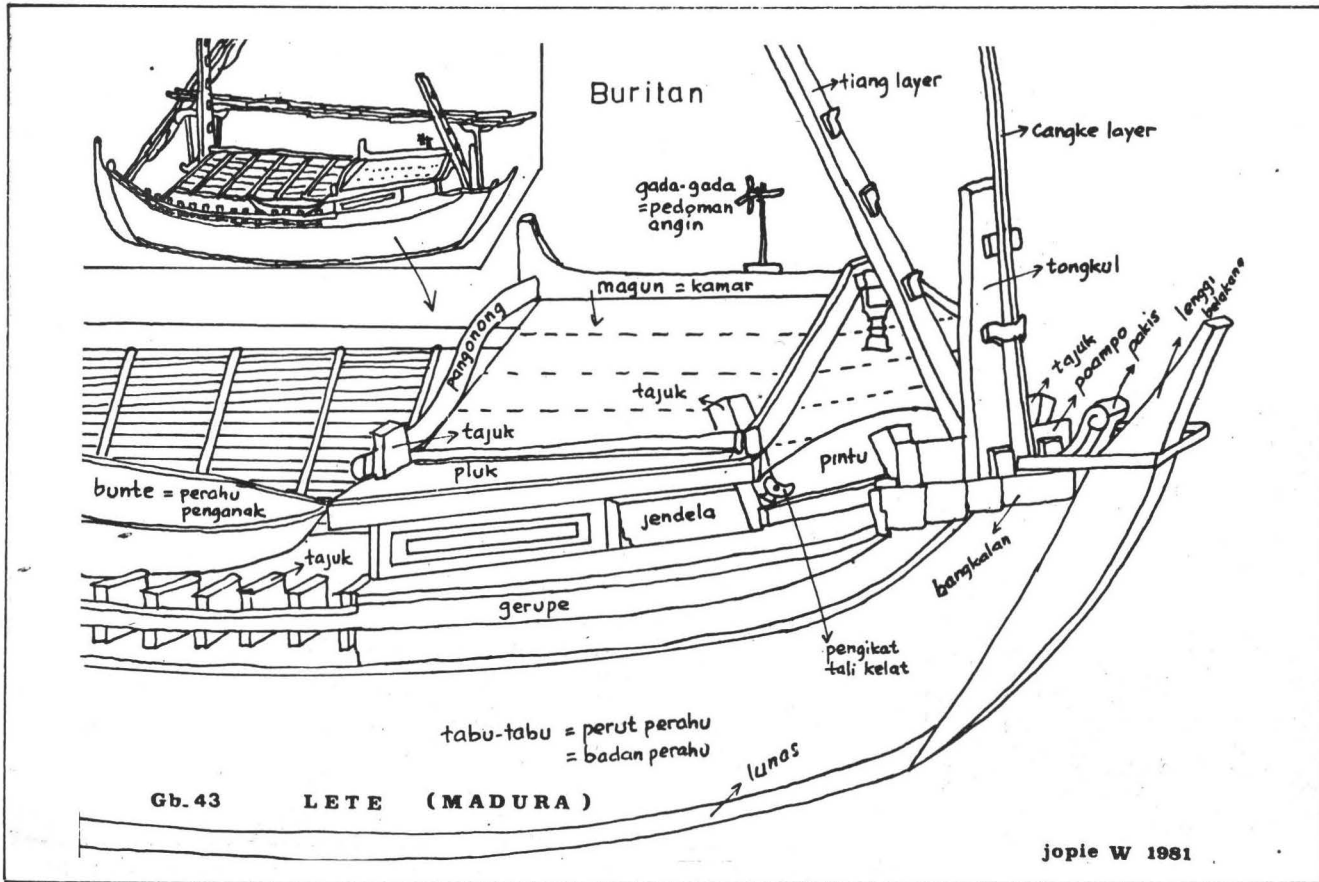 Buritan
tiang layer
Cangke layer
gada-gada
=pedoman
angin
magun = kamar
tongkul
lenggi
belakang
pakis
paampo
tajuk
pangonong
tajuk
tajuk
pluk
pintu
bunte = perahu
penganak
jendela
tajuk
gerupe
bangkalan
pengikat
tali kelat
tabu-tabu = perut perahu
= badan perahu
lunas
Gb. 43 LETE (MADURA)
jopie W 1981